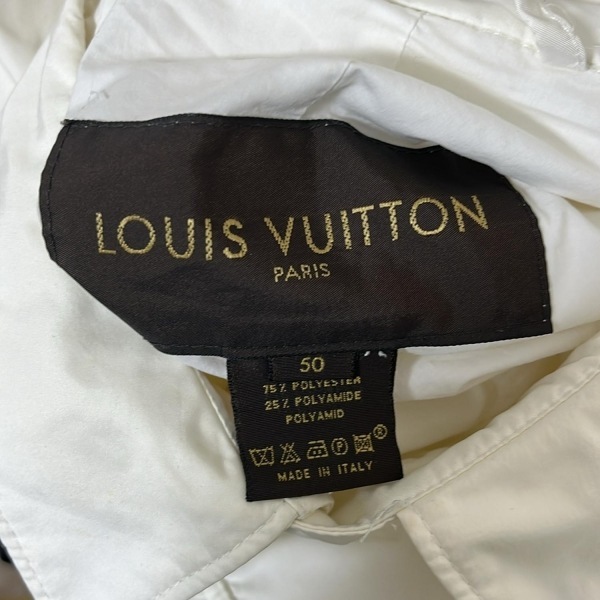 LOUIS VUITTON
PARIS
50
75% POLYESTER
25% POLYAMIDE
POLYAMID
P ®
MADE IN ITALY